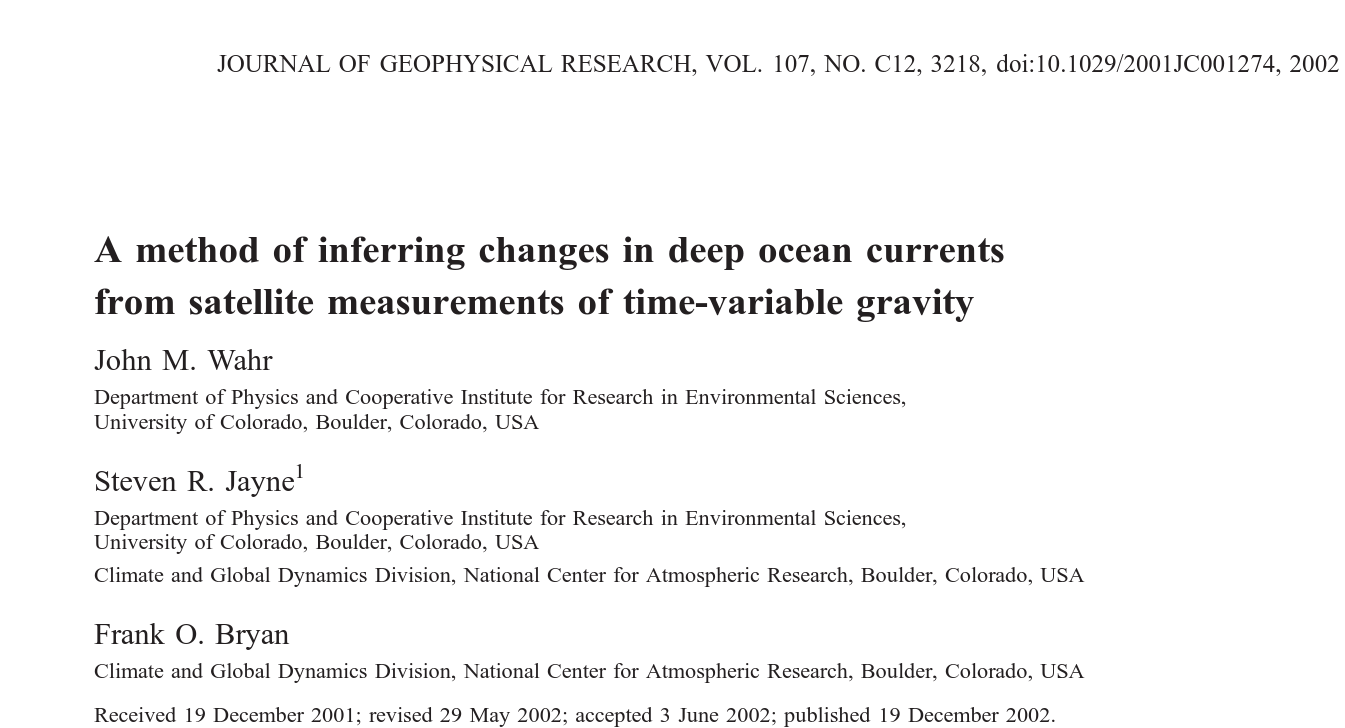 JOURNAL OF GEOPHYSICAL RESEARCH, VOL. 107, NO. C12, 3218, doi:10.1029/2001JC001274, 2002
A method of inferring changes in deep ocean currents
from satellite measurements of time-variable gravity
John M. Wahr
Department of Physics and Cooperative Institute for Research in Environmental Sciences,
University of Colorado, Boulder, Colorado, USA
Steven R. Jayne1
Department of Physics and Cooperative Institute for Research in Environmental Sciences,
University of Colorado, Boulder, Colorado, USA
Climate and Global Dynamics Division, National Center for Atmospheric Research, Boulder, Colorado, USA
Frank O. Bryan
Climate and Global Dynamics Division, National Center for Atmospheric Research, Boulder, Colorado, USA
Received 19 December 2001; revised 29 May 2002; accepted 3 June 2002; published 19 December 2002.